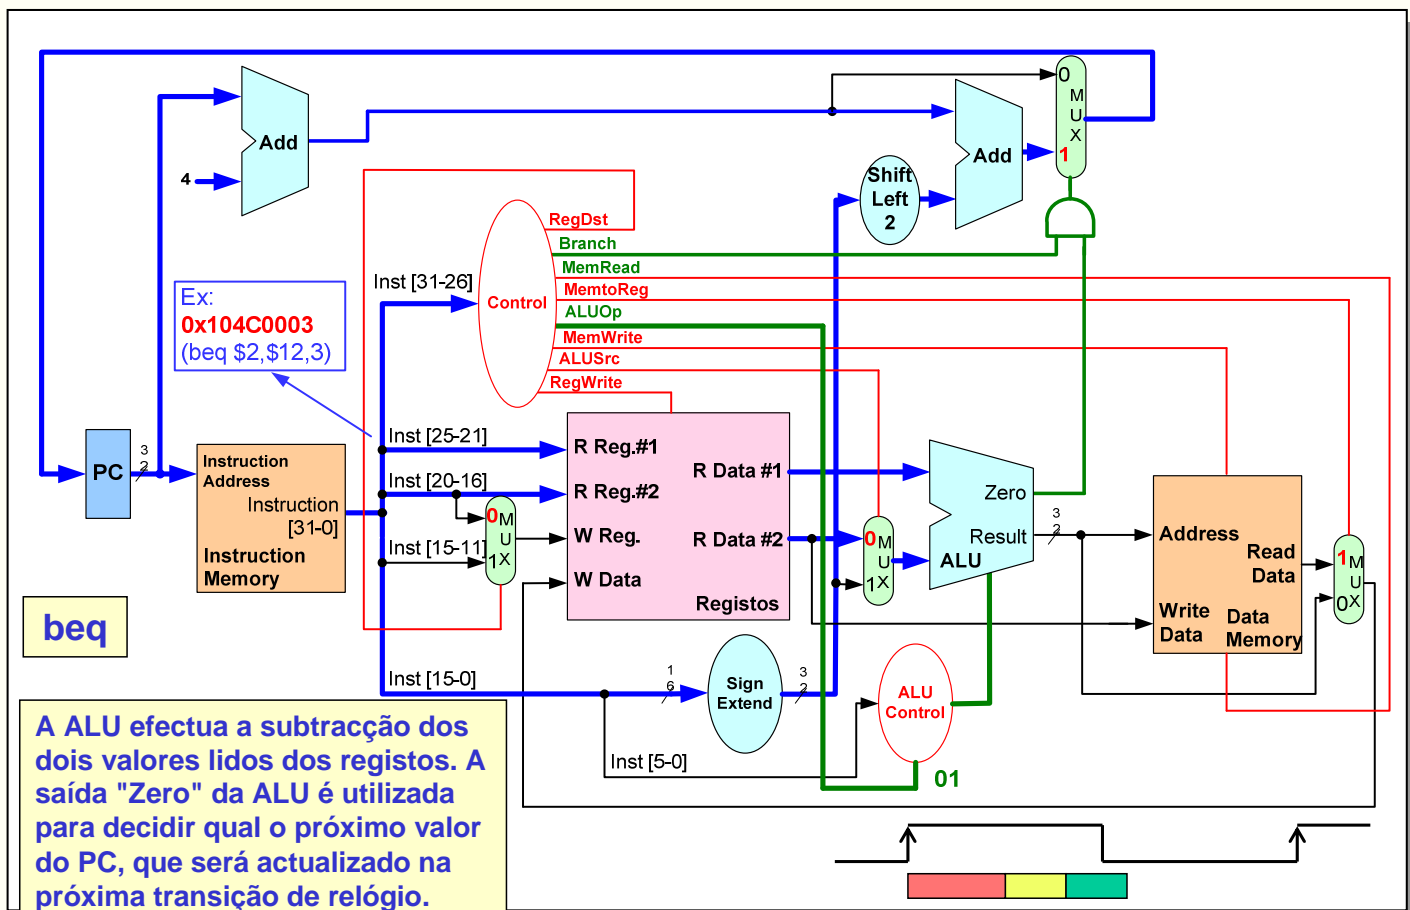 0
M
U
X
1
Add
4
Add
Shift
Left
2
RegDst
Branch
MemRead
MemtoReg
ALUOp
MemWrite
ALUSrc
RegWrite
Inst [31-26]
Control
Ex:
0x104C0003
(beq $2,$12,3)
PC
32
Instruction
Address
Instruction
[31-0]
Instruction
Memory
Inst [25-21]
Inst [20-16]
Inst [15-11]
0
M
U
X
1
R Reg.#1
R Reg.#2
W Reg.
W Data
R Data #1
R Data #2
Registos
0
M
U
X
1
Zero
Result
ALU
32
Address
Read
Data
Write
Data
Data
Memory
1
M
U
X
0
beq
Inst [15-0]
16
Sign
Extend
32
ALU
Control
Inst [5-0]
01
A ALU efectua a subtracção dos
dois valores lidos dos registos. A
saída "Zero" da ALU é utilizada
para decidir qual o próximo valor
do PC, que será actualizado na
próxima transição de relógio.